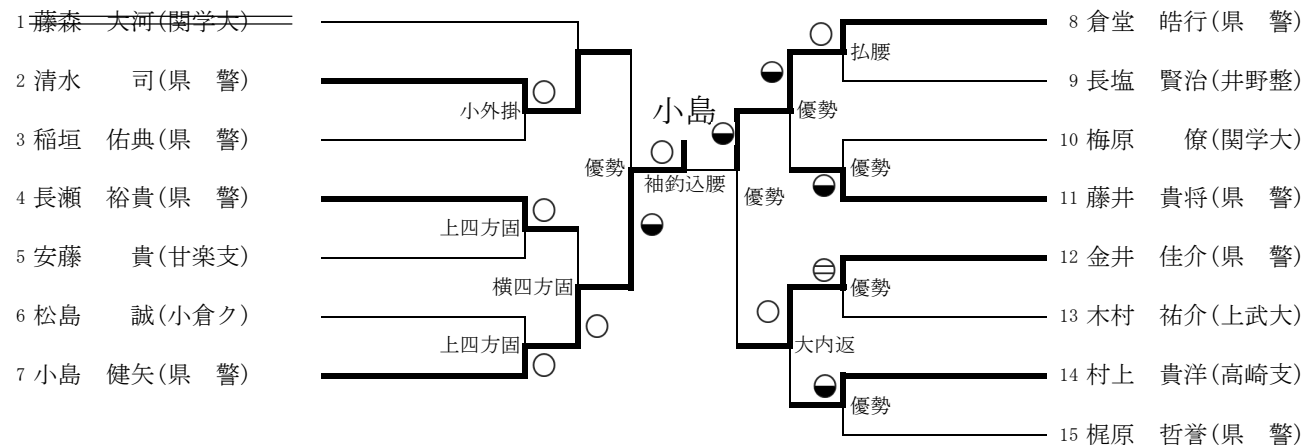 1 藤森 大河(関学大)
2 清水 司(県 警)
小外掛
3 稲垣 佑典(県 警)
優勢
4 長瀬 裕貴(県 警)
上四方固
5 安藤 貴(甘楽支)
横四方固
6 松島 誠(小倉ク)
上四方固
7 小島 健矢(県 警)
小島
袖釣込腰
8 倉堂 皓行(県 警)
払腰
9 長塩 賢治(井野整)
優勢
10 梅原 僚(関学大)
優勢
11 藤井 貴将(県 警)
優勢
12 金井 佳介(県 警)
優勢
13 木村 祐介(上武大)
大内返
14 村上 貴洋(高崎支)
優勢
15 梶原 哲誉(県 警)